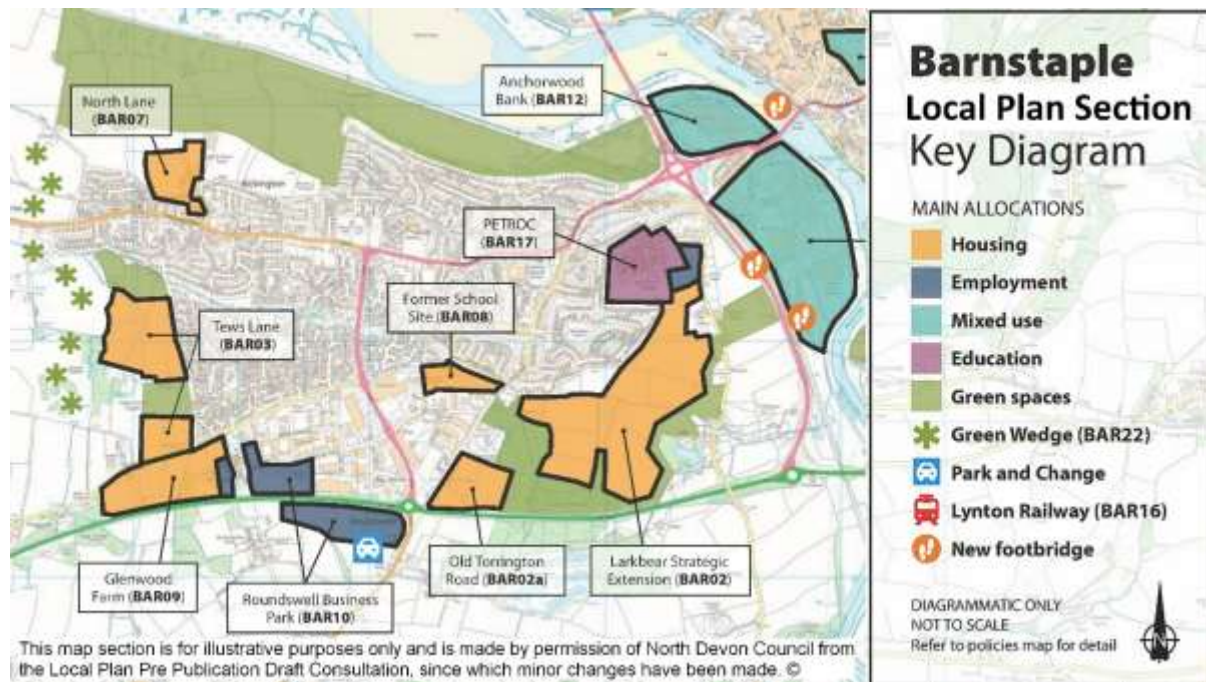 North Lane
(BAR07)
Anchorwood
Bank (BAR12)
PETROC
(BAR17)
Former School
Site (BAR08)
Tews Lane
(BAR03)
Glenwood
Farm (BAR09)
Roundswell Business
Park (BAR10)
Old Torrington
Road (BAR02a)
Larkbear Strategic
Extension (BAR02)
This map section is for illustrative purposes only and is made by permission of North Devon Council from
the Local Plan Pre Publication Draft Consultation, since which minor changes have been made. ©
Barnstaple
Local Plan Section
Key Diagram
MAIN ALLOCATIONS
Housing
Employment
Mixed use
Education
Green spaces
Green Wedge (BAR22)
Park and Change
Lynton Railway (BAR16)
New footbridge
DIAGRAMMATIC ONLY
NOT TO SCALE
Refer to policies map for detail
N